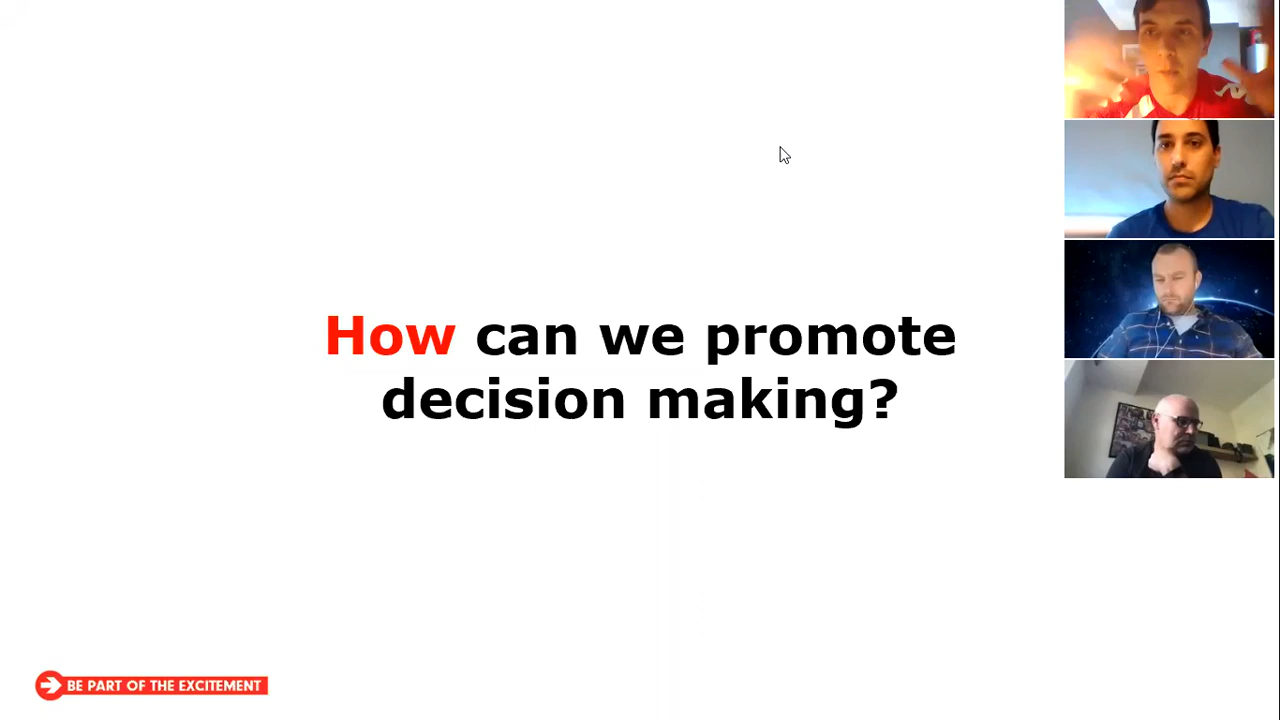 How can we promote
decision making?
BE PART OF THE EXCITEMENT